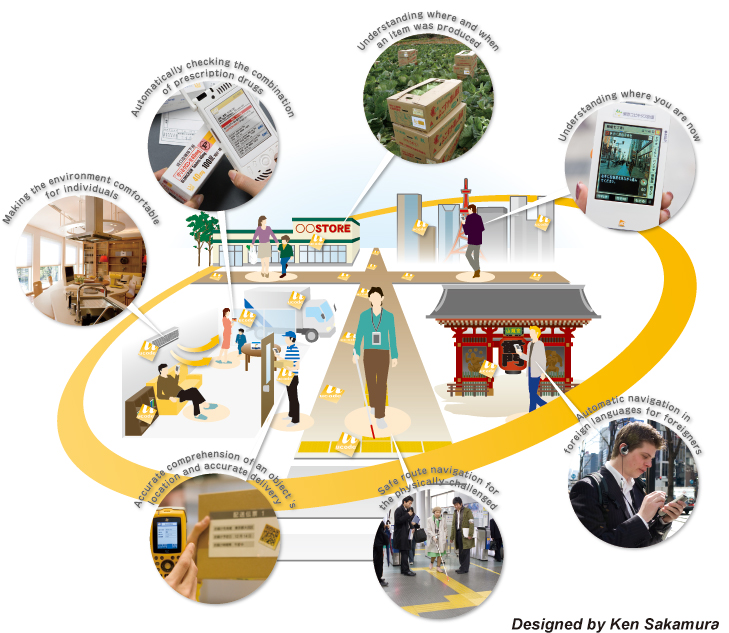 Understanding where and when
an item was produced
Automatically checking the combination
of prescription drugs
Understanding where you are now
Making the environment comfortable
for individuals
○○STORE
Automatic navigation in
foreign languages for foreigners
Accurate comprehension of an object's
location and accurate delivery
Safe route navigation for
the physically-challenged
Designed by Ken Sakamura